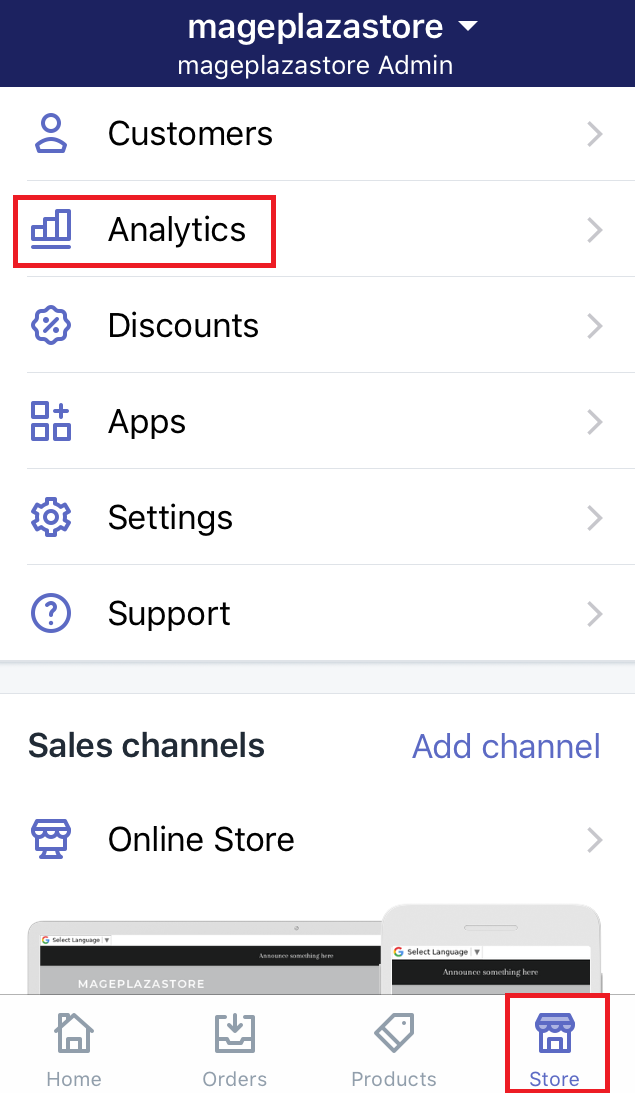 mageplazastore
mageplazastore Admin
Customers
Analytics
Discounts
Apps
Settings
Support
Sales channels Add channel
Online Store
G Select Language ▼
Announce something here
MAGEPLAZASTORE
G Select Language ▼
Announce something here
Home Orders Products Store